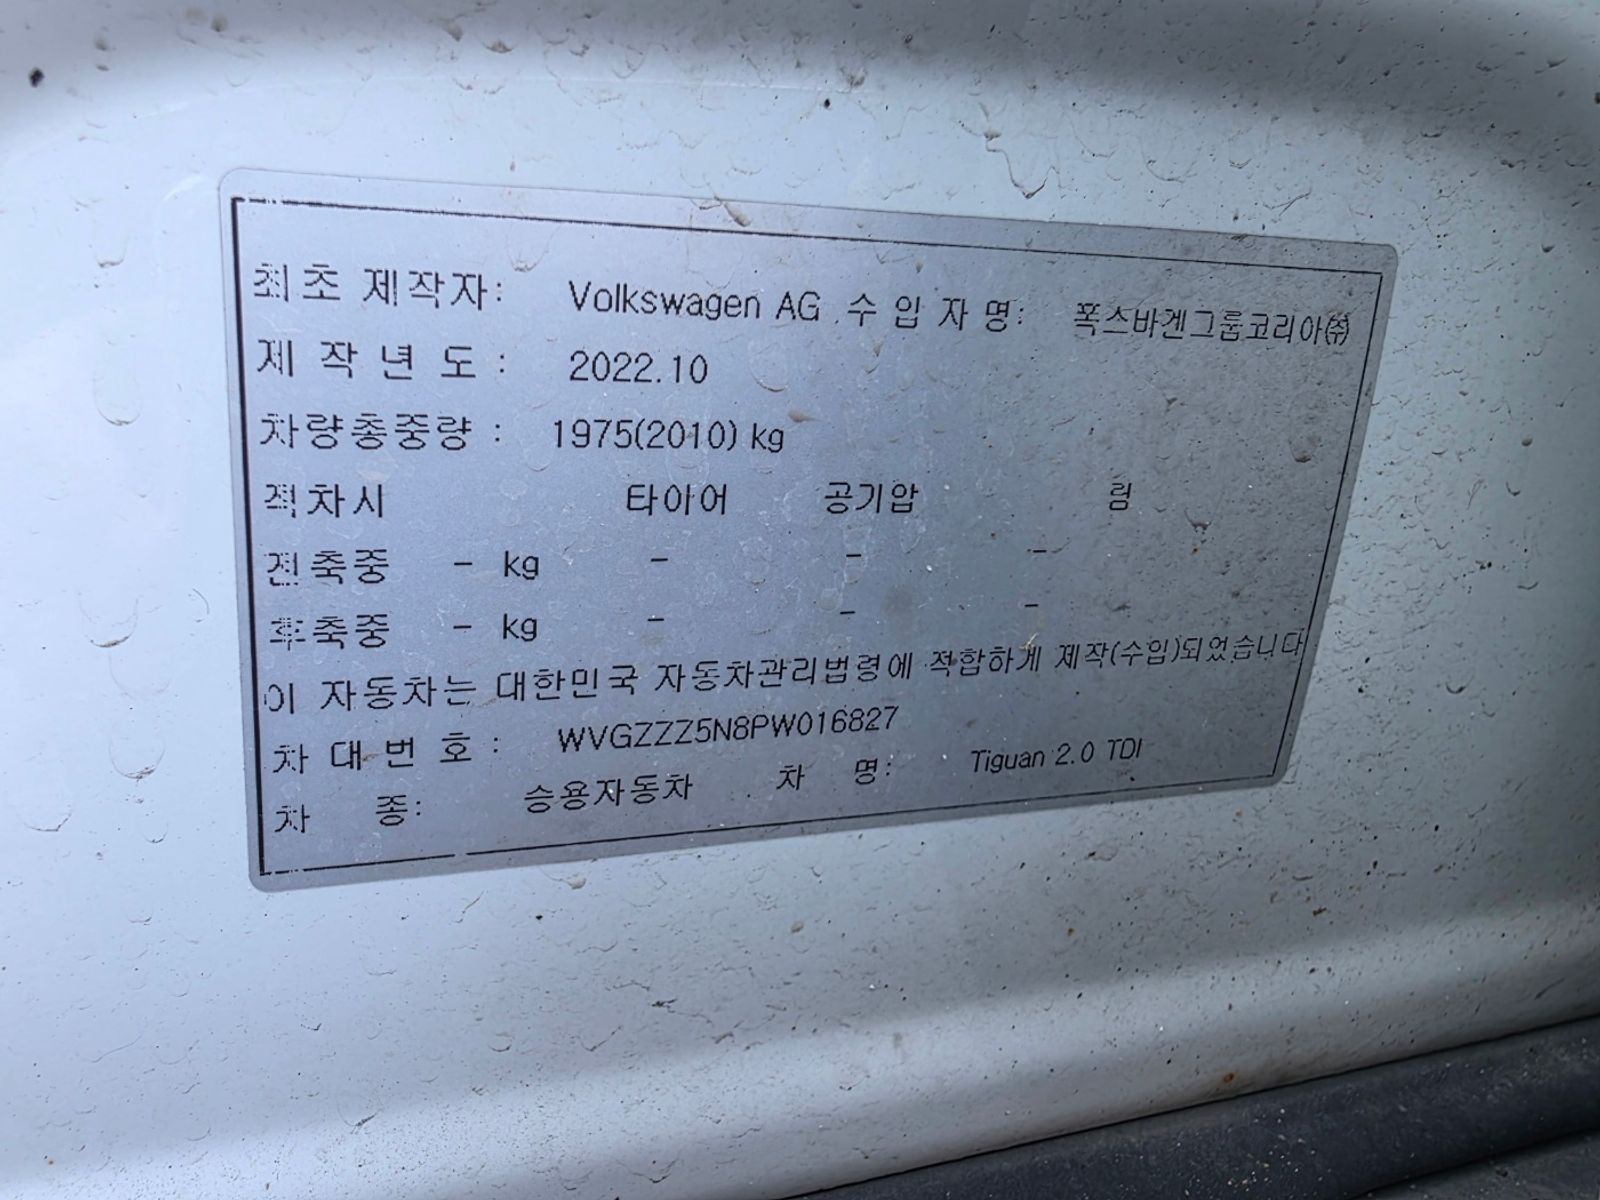 최초 제작자: Volkswagen AG 수입자명: 폭스바겐그룹코리아㈜
제작년도: 2022.10
차량총중량: 1975(2010) kg
적차시 타이어 공기압 림
전축중 - kg - - -
후축중 - kg - - -
이 자동차는 대한민국 자동차관리법령에 적합하게 제작(수입)되었습니다
차대번호: WVGZZZ5N8PW016827
차 종: 승용자동차 차 명: Tiguan 2.0 TDI